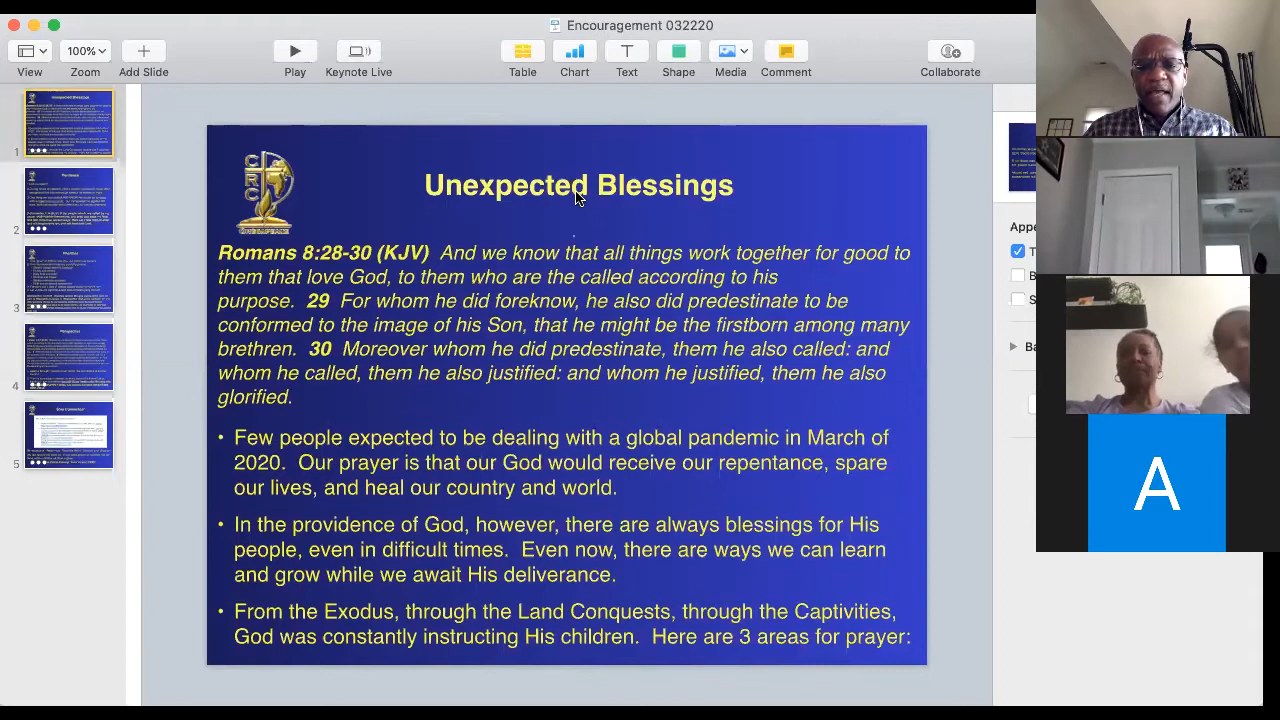 Encouragement 032220
100%
View
Zoom
Add Slide
Play
Keynote Live
Table
Chart
Text
Shape
Media
Comment
Collaborate
1
2
3
4
5
Unexpected Blessings
Romans 8:28-30 (KJV) And we know that all things work together for good to
them that love God, to them who are the called according to his
purpose. 29 For whom he did foreknow, he also did predestinate to be
conformed to the image of his Son, that he might be the firstborn among many
brethren. 30 Moreover whom he did predestinate, them he also called: and
whom he called, them he also justified: and whom he justified, them he also
glorified.
Few people expected to be dealing with a global pandemic in March of
2020. Our prayer is that our God would receive our repentance, spare
our lives, and heal our country and world.
• In the providence of God, however, there are always blessings for His
people, even in difficult times. Even now, there are ways we can learn
and grow while we await His deliverance.
• From the Exodus, through the Land Conquests, through the Captivities,
God was constantly instructing His children. Here are 3 areas for prayer:
Appe
T
B
S
Ba
A